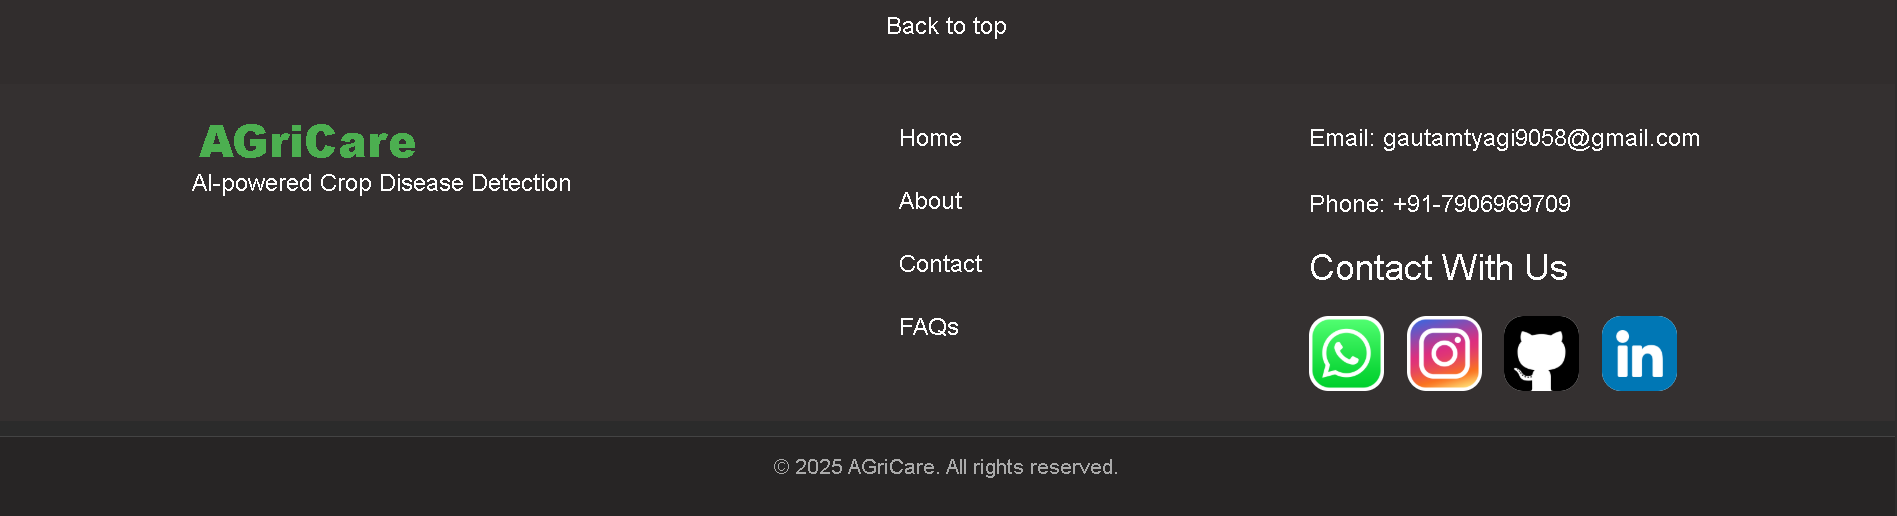 Back to top
AGriCare
AI-powered Crop Disease Detection
Home
About
Contact
FAQs
Email: gautamtyagi9058@gmail.com
Phone: +91-7906969709
Contact With Us
in
© 2025 AGriCare. All rights reserved.